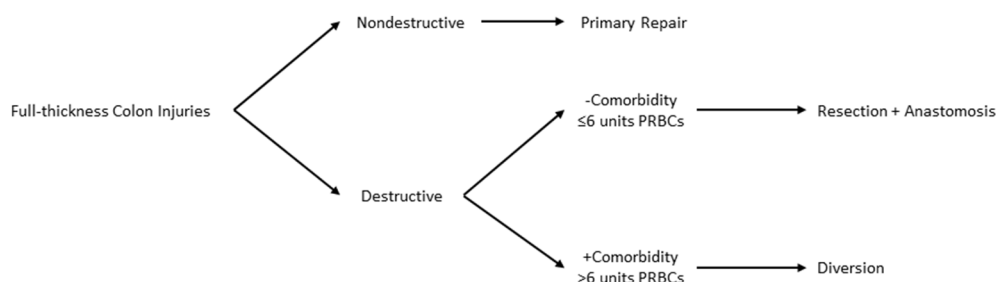 Full-thickness Colon Injuries
Nondestructive
Primary Repair
Destructive
-Comorbidity
≤6 units PRBCs
Resection + Anastomosis
+Comorbidity
>6 units PRBCs
Diversion